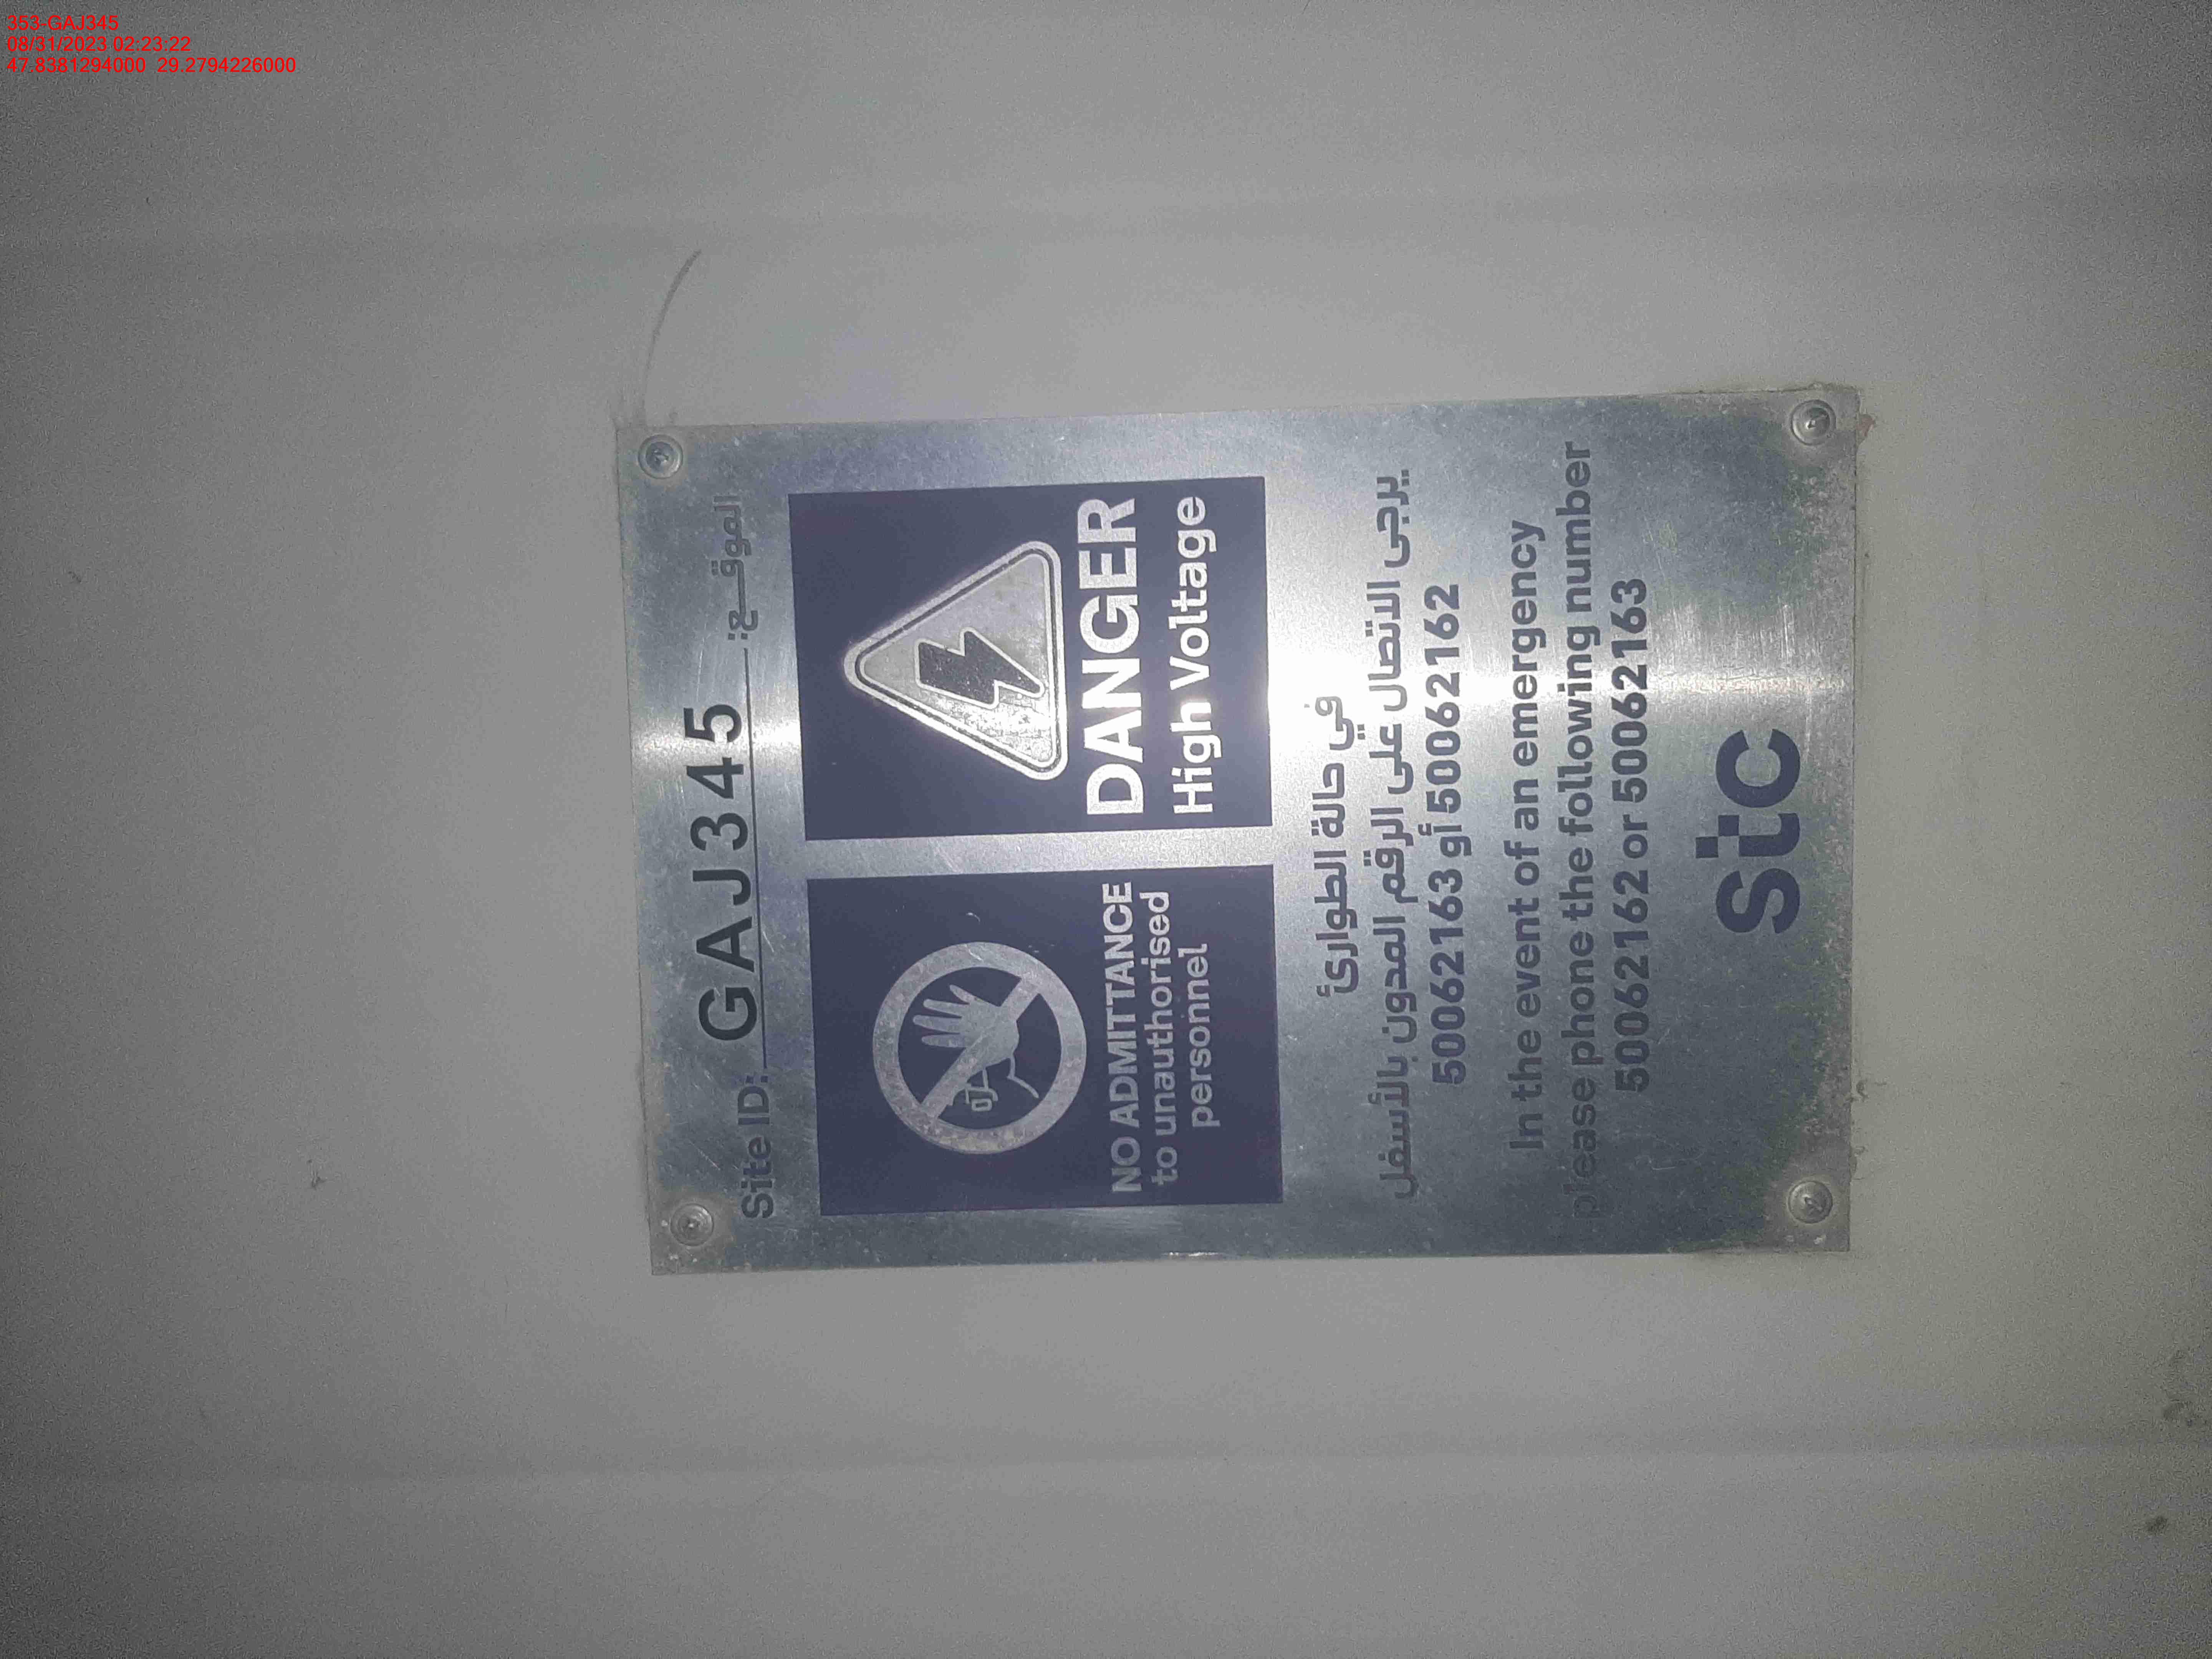 353-GAJ345
08/31/2023 02:23:22
47.8381294000 29.2794226000
Site ID: GAJ345 الموقــع:
NO ADMITTANCE
to unauthorised
personnel
DANGER
High Voltage
في حالة الطوارئ
يرجى الاتصال على الرقم المدون بالأسفل
50062162 أو 50062163
In the event of an emergency
please phone the following number
50062162 or 50062163
stc